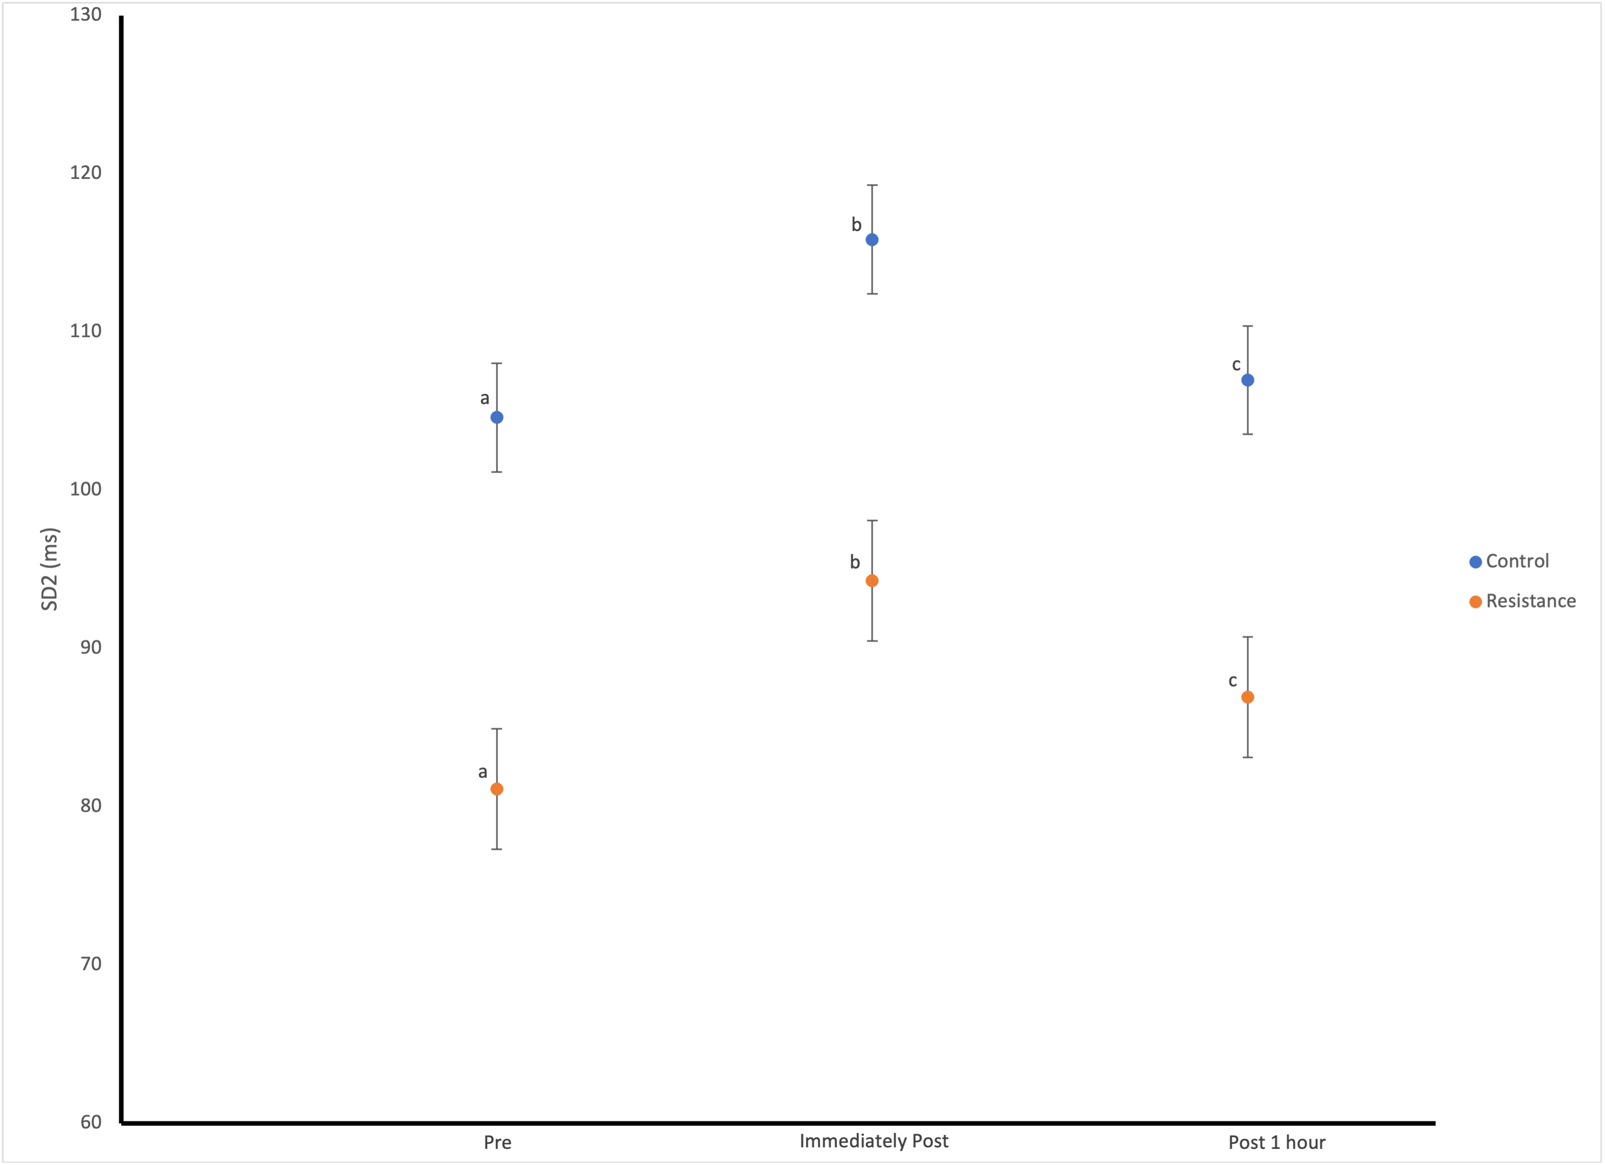 130
120
110
100
90
80
70
60
SD2 (ms)
a
b
c
a
b
c
Pre
Immediately Post
Post 1 hour
Control
Resistance